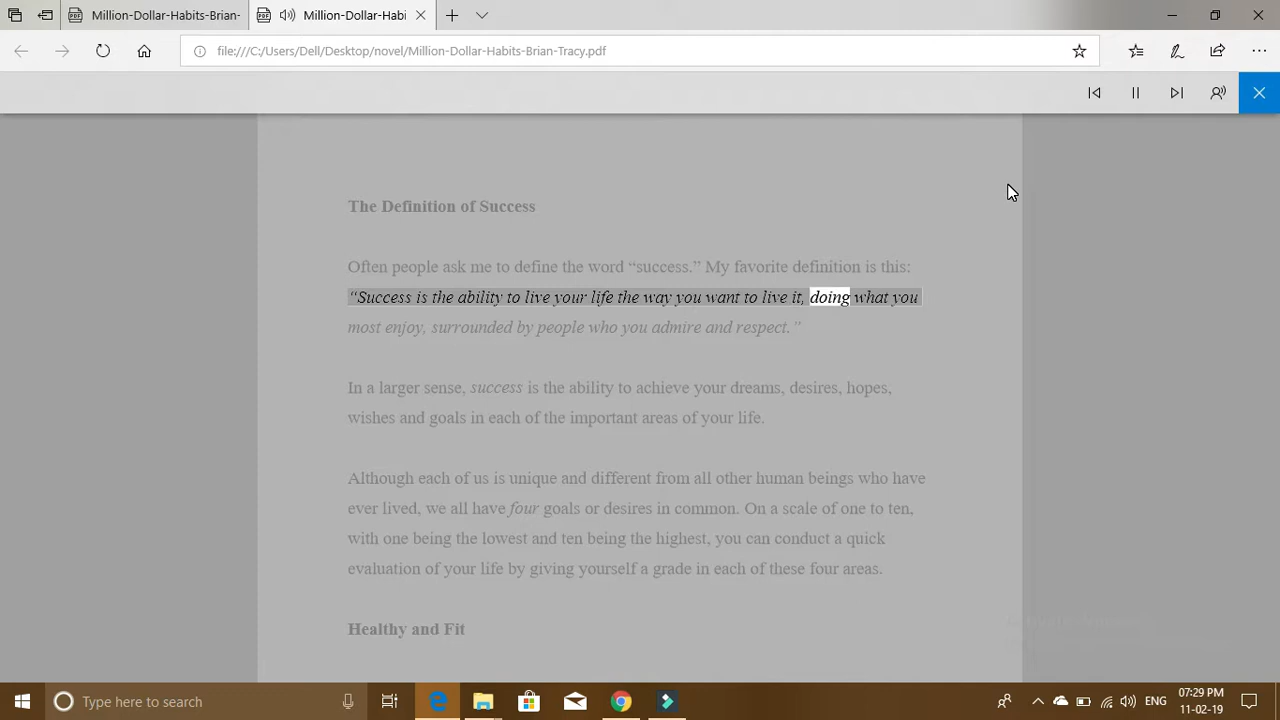 Million-Dollar-Habits-Brian-
Million-Dollar-Habi
file:///C:/Users/Dell/Desktop/novel/Million-Dollar-Habits-Brian-Tracy.pdf
The Definition of Success
Often people ask me to define the word “success.” My favorite definition is this:
“Success is the ability to live your life the way you want to live it, doing what you
most enjoy, surrounded by people who you admire and respect.”
In a larger sense, success is the ability to achieve your dreams, desires, hopes,
wishes and goals in each of the important areas of your life.
Although each of us is unique and different from all other human beings who have
ever lived, we all have four goals or desires in common. On a scale of one to ten,
with one being the lowest and ten being the highest, you can conduct a quick
evaluation of your life by giving yourself a grade in each of these four areas.
Healthy and Fit
Type here to search
ENG
07:29 PM
11-02-19